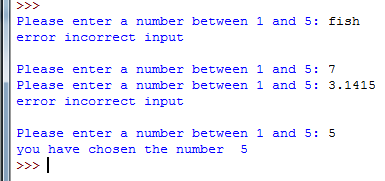 >>>
Please enter a number between 1 and 5: fish
error incorrect input
Please enter a number between 1 and 5: 7
Please enter a number between 1 and 5: 3.1415
error incorrect input
Please enter a number between 1 and 5: 5
you have chosen the number  5
>>>